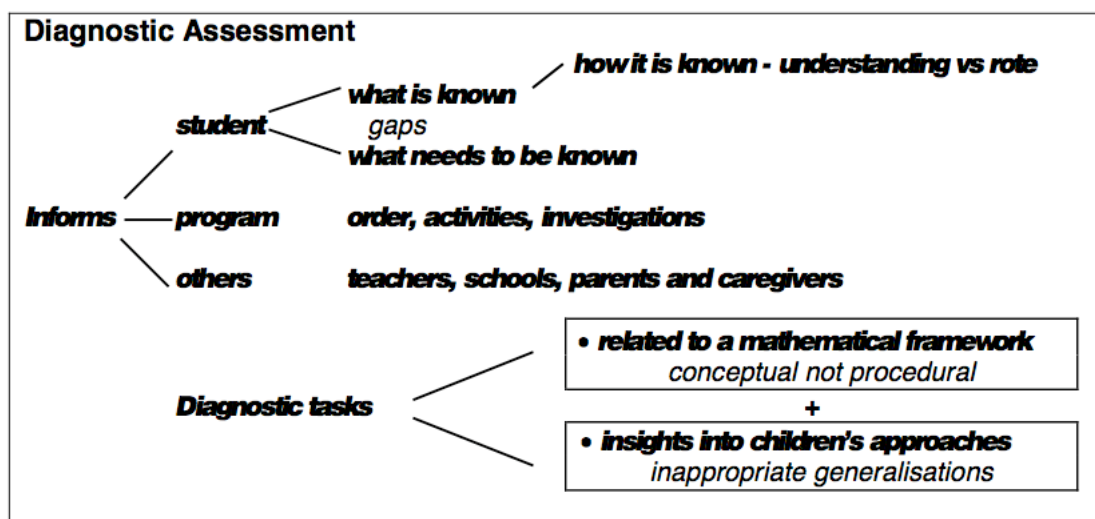 Diagnostic Assessment
how it is known - understanding vs rote
what is known
gaps
student
what needs to be known
Informs program order, activities, investigations
others teachers, schools, parents and caregivers
• related to a mathematical framework
conceptual not procedural
Diagnostic tasks +
• insights into children's approaches
inappropriate generalisations